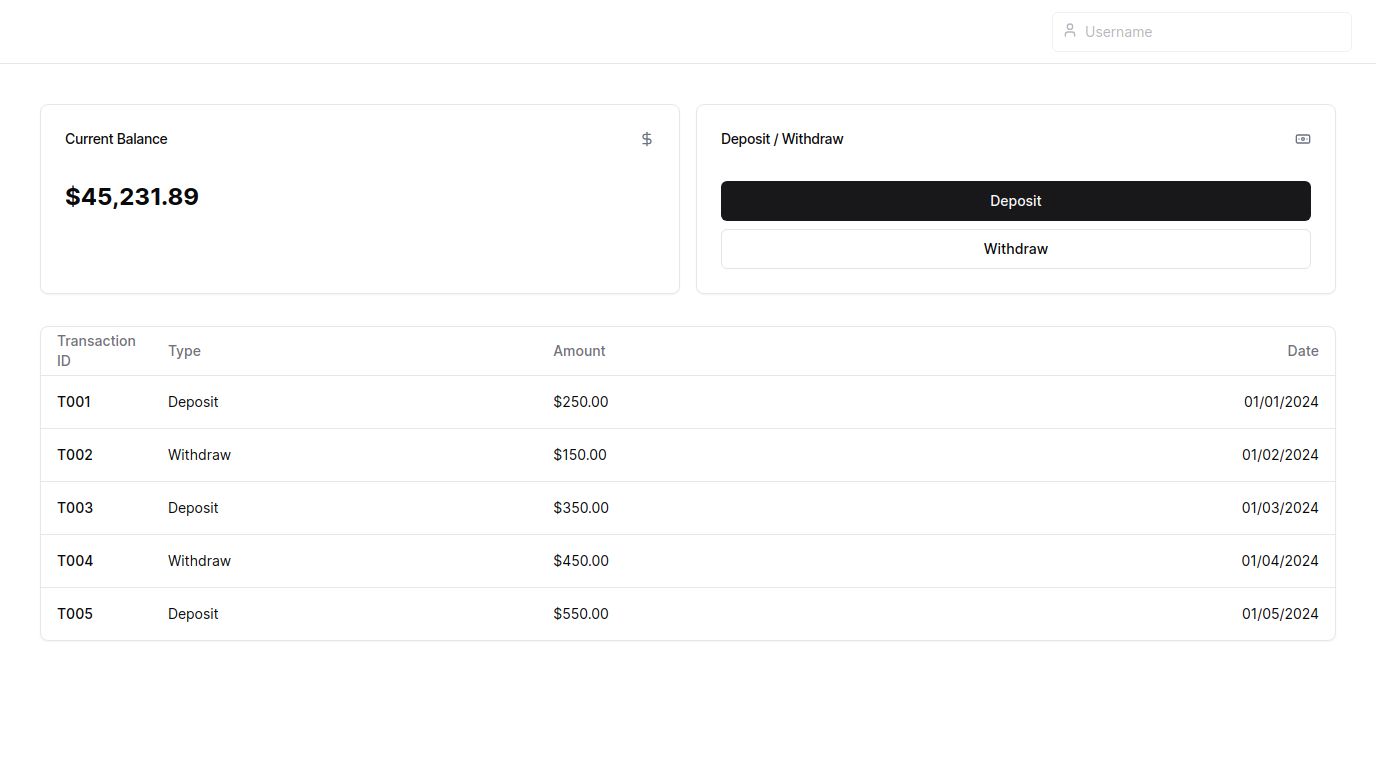 Username
Current Balance
$45,231.89
Deposit / Withdraw
Deposit
Withdraw
Transaction
ID
Type Amount Date
T001 Deposit $250.00 01/01/2024
T002 Withdraw $150.00 01/02/2024
T003 Deposit $350.00 01/03/2024
T004 Withdraw $450.00 01/04/2024
T005 Deposit $550.00 01/05/2024